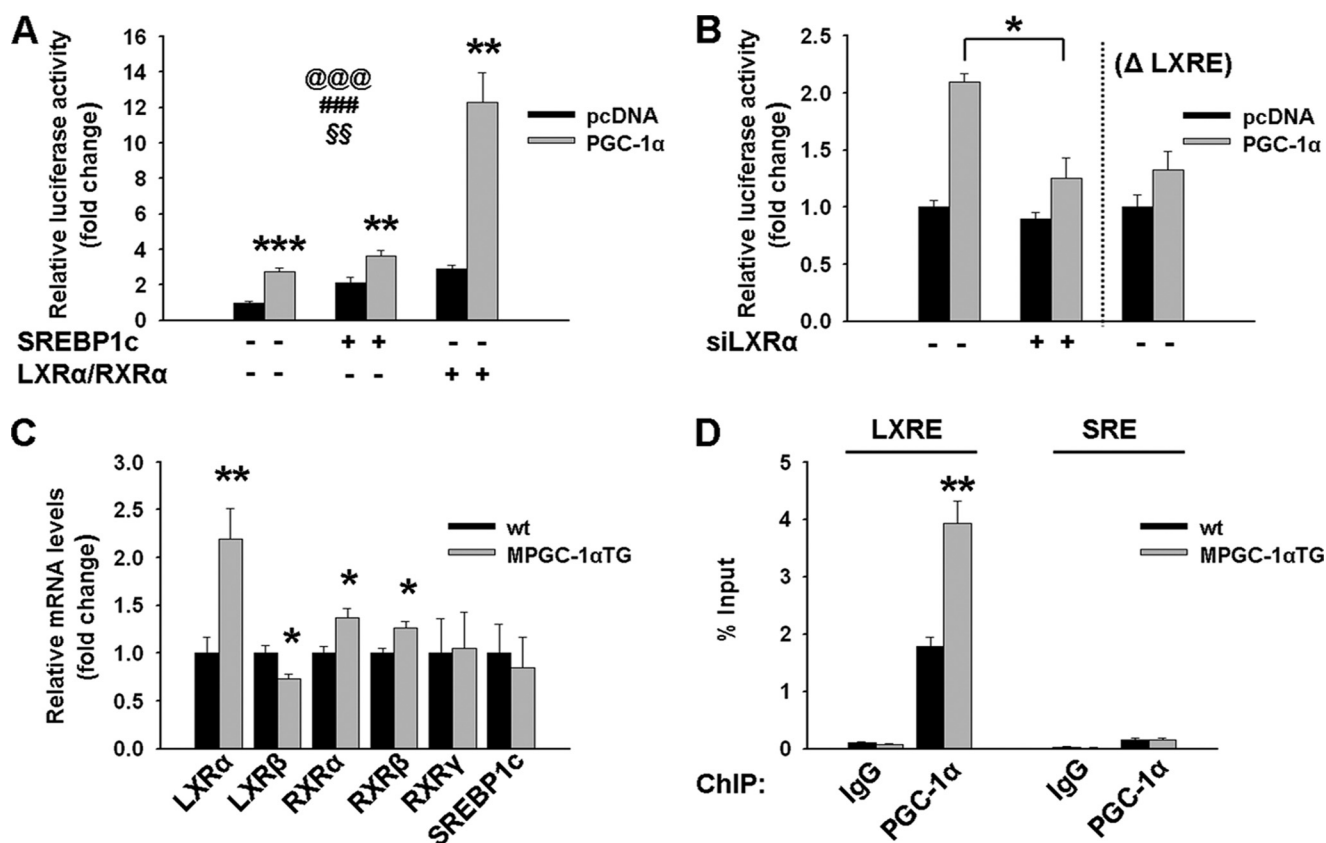 A
Relative luciferase activity
(fold change)
16
14
12
10
8
6
4
2
0
@@@
###
§§
***
**
**
pcDNA
PGC-1α
SREBP1c
- - + + - -
LXRα/RXRα
- - - - + +
B
Relative luciferase activity
(fold change)
2.5
2.0
1.5
1.0
0.5
0.0
*
(Δ LXRE)
pcDNA
PGC-1α
siLXRα
- - + + - -
C
Relative mRNA levels
(fold change)
3.0
2.5
2.0
1.5
1.0
0.5
0.0
**
*
*
*
wt
MPGC-1αTG
LXRα
LXRβ
RXRα
RXRβ
RXRγ
SREBP1c
D
LXRE
SRE
% Input
5
4
3
2
1
0
**
wt
MPGC-1αTG
ChIP:
IgG
PGC-1α
IgG
PGC-1α